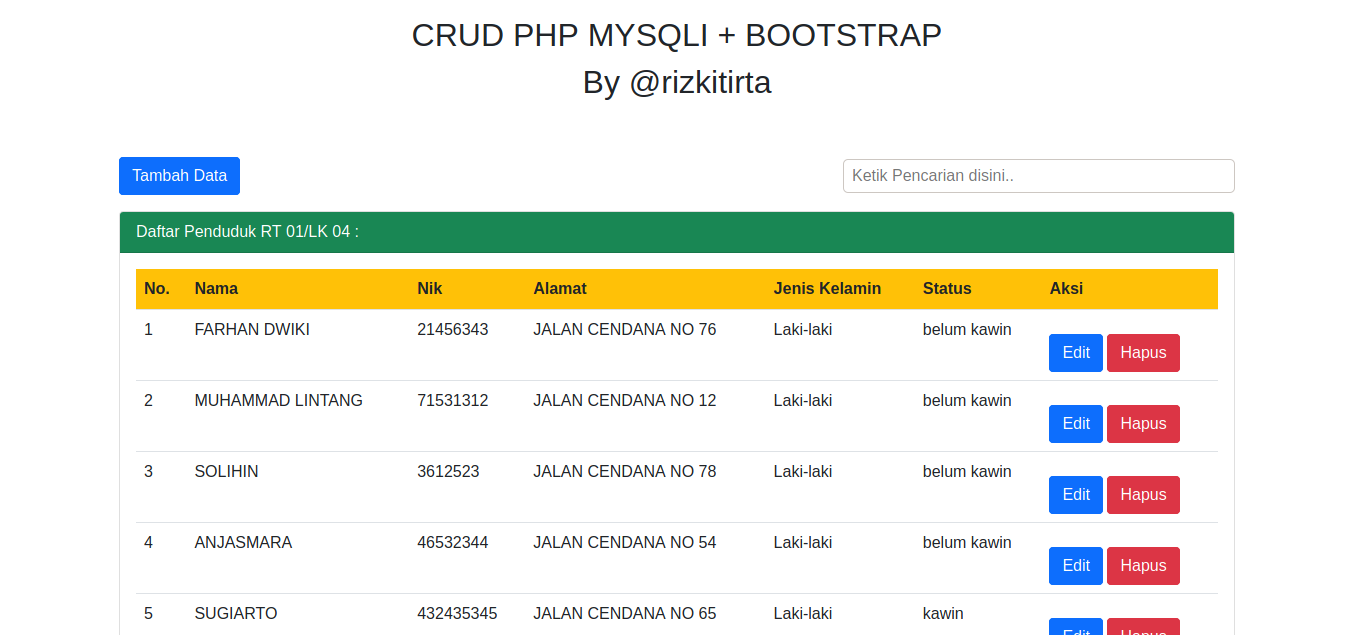 CRUD PHP MYSQLI + BOOTSTRAP
By @rizkitirta
Tambah Data
Ketik Pencarian disini..
Daftar Penduduk RT 01/LK 04 :
No. Nama Nik Alamat Jenis Kelamin Status Aksi
1 FARHAN DWIKI 21456343 JALAN CENDANA NO 76 Laki-laki belum kawin
Edit Hapus
2 MUHAMMAD LINTANG 71531312 JALAN CENDANA NO 12 Laki-laki belum kawin
Edit Hapus
3 SOLIHIN 3612523 JALAN CENDANA NO 78 Laki-laki belum kawin
Edit Hapus
4 ANJASMARA 46532344 JALAN CENDANA NO 54 Laki-laki belum kawin
Edit Hapus
5 SUGIARTO 432435345 JALAN CENDANA NO 65 Laki-laki kawin
Edit Hapus